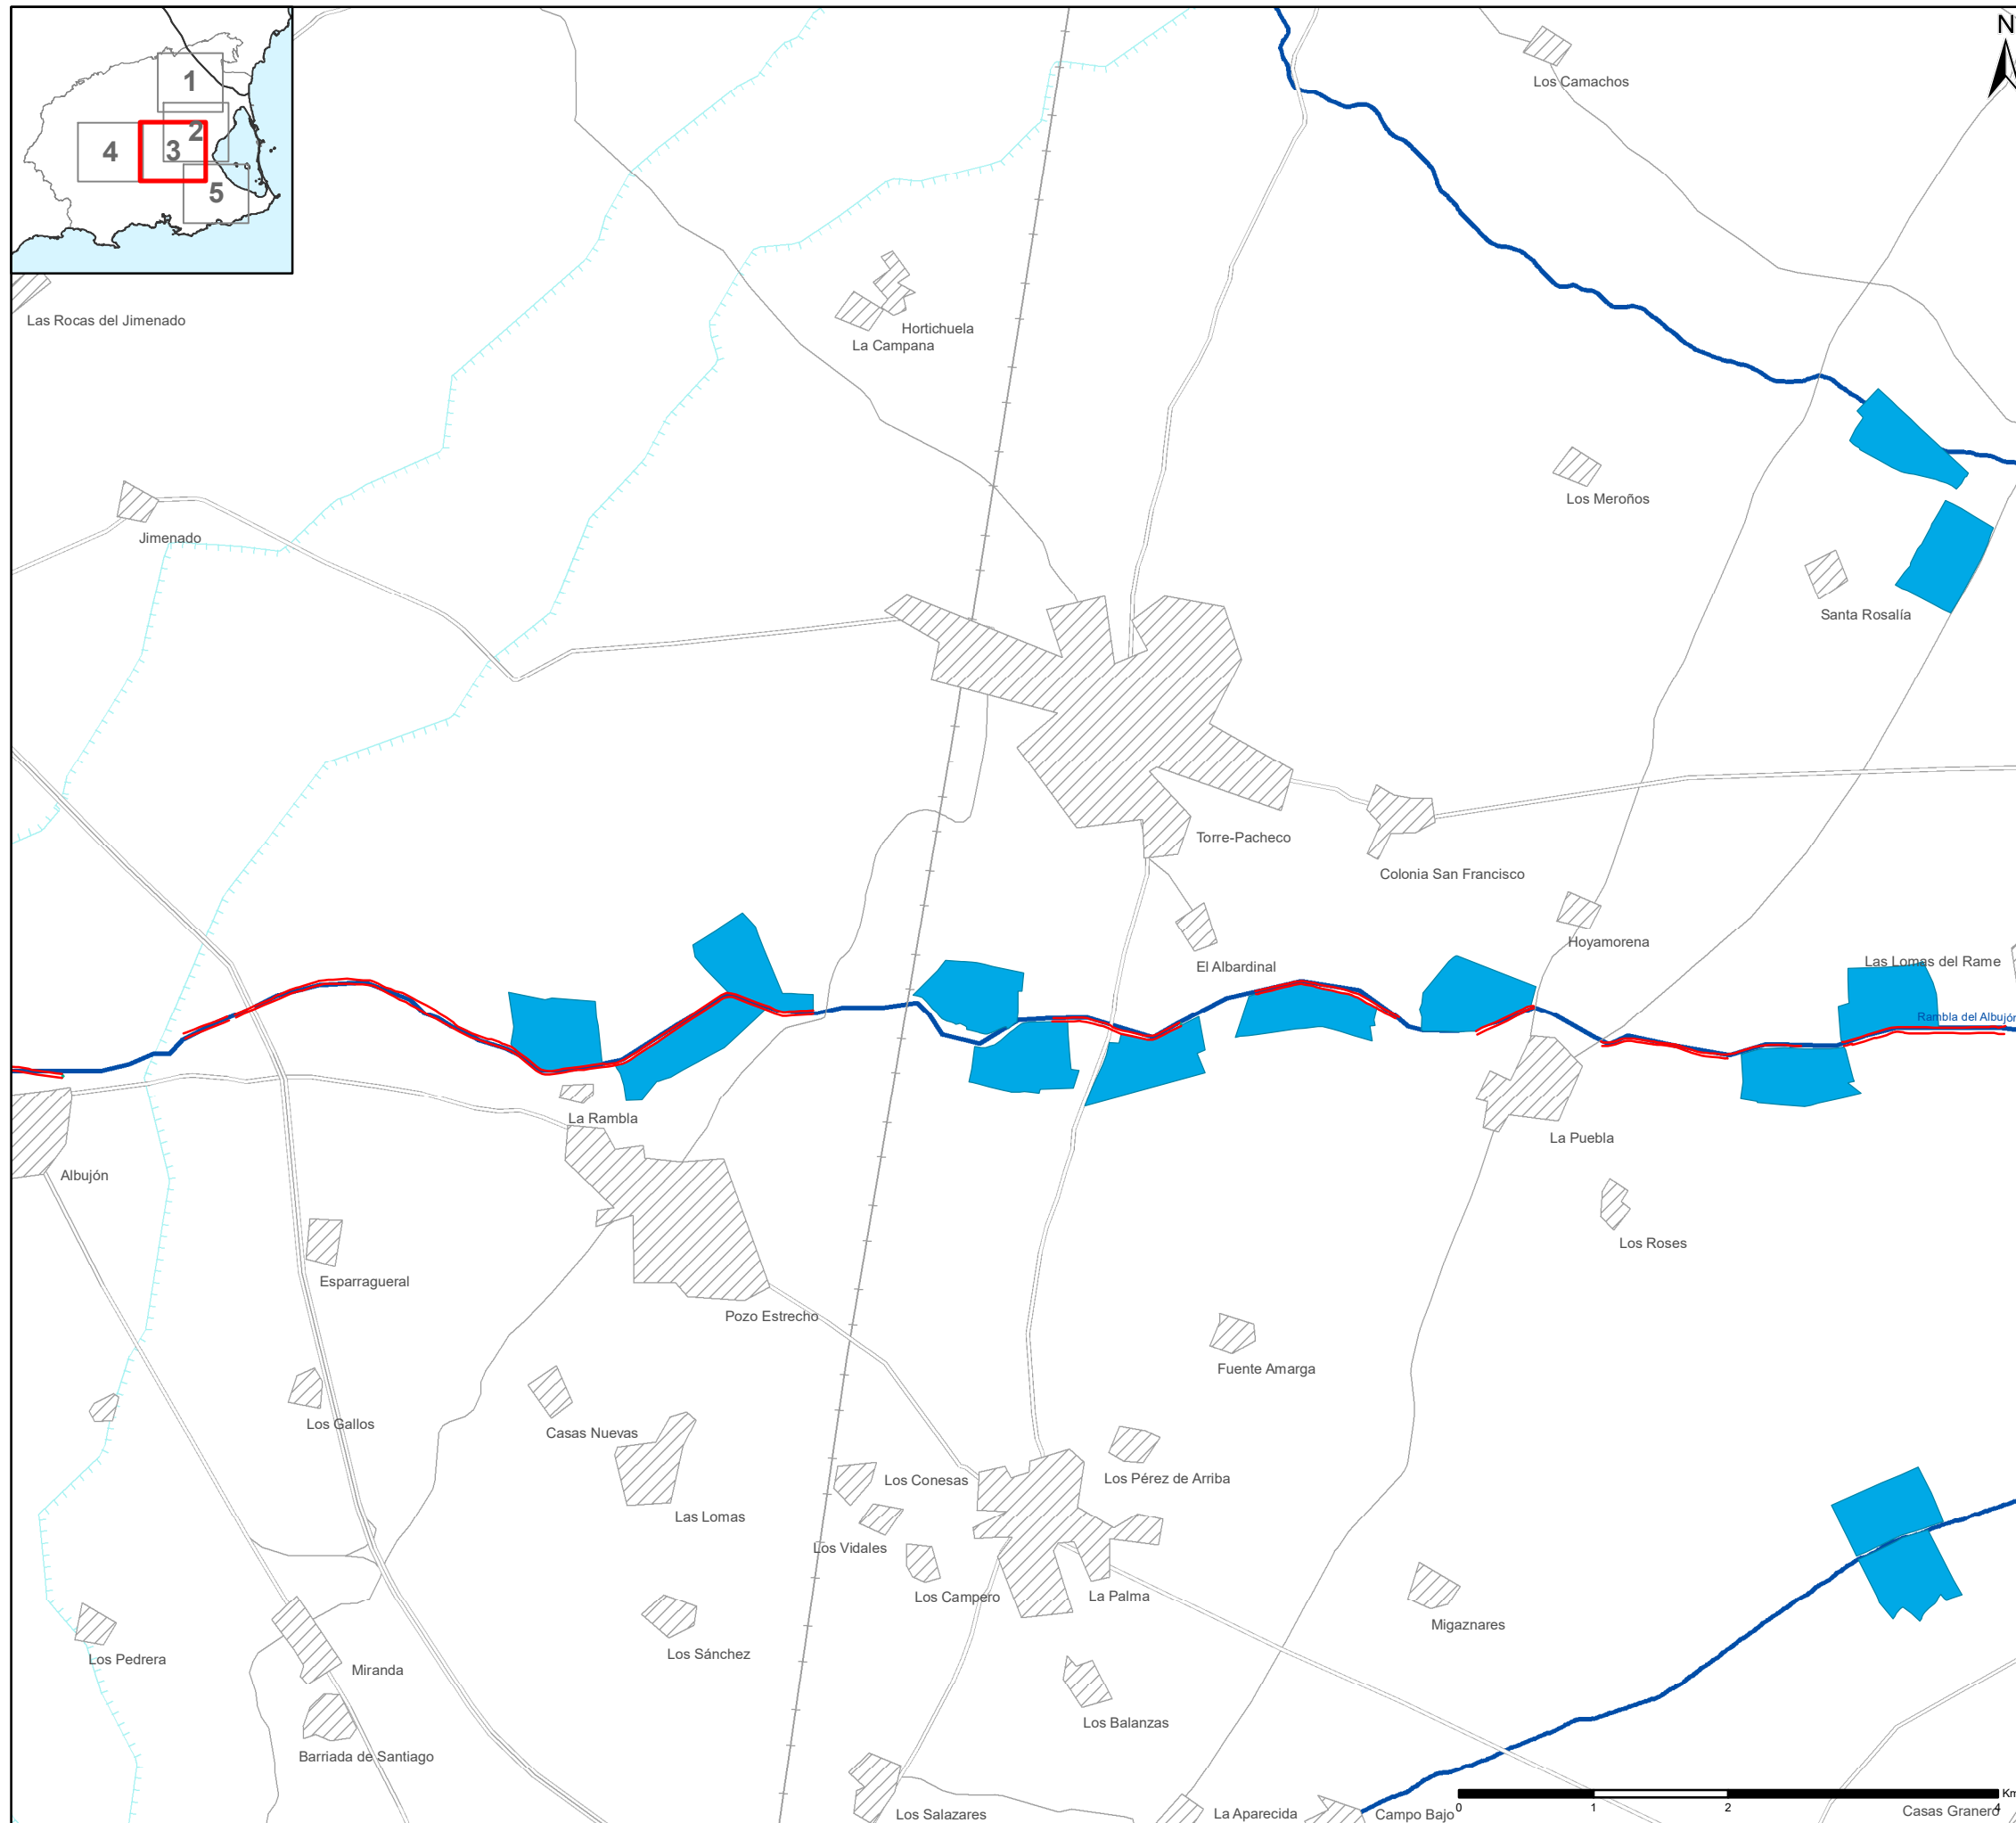 N
1
2
4
3
5
Los Camachos
Las Rocas del Jimenado
Hortichuela
La Campana
Los Meroños
Jimenado
Santa Rosalía
Torre-Pacheco
Colonia San Francisco
Hoyamorena
El Albardinal
Las Lomas del Rame
Rambla del Albujón
La Rambla
La Puebla
Albujón
Los Roses
Esparragueral
Pozo Estrecho
Fuente Amarga
Los Gallos
Casas Nuevas
Los Conesas
Los Pérez de Arriba
Las Lomas
Los Vidales
Los Campero
La Palma
Migaznares
Los Sánchez
Los Pedrera
Miranda
Los Balanzas
Barriada de Santiago
Los Salazares
La Aparecida
Campo Bajo
Casas Granero
0 1 2 4 Km